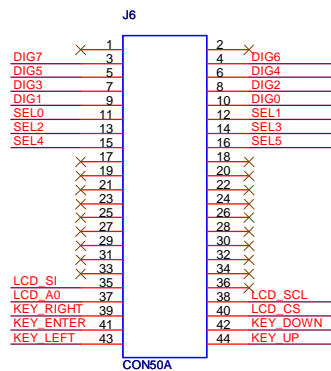 J6
1 2
DIG7 3 4 DIG6
DIG5 5 6 DIG4
DIG3 7 8 DIG2
DIG1 9 10 DIG0
SEL0 11 12 SEL1
SEL2 13 14 SEL3
SEL4 15 16 SEL5
17 18
19 20
21 22
23 24
25 26
27 28
29 30
31 32
33 34
LCD_SI 35 36
LCD_A0 37 38 LCD_SCL
KEY_RIGHT 39 40 LCD_CS
KEY_ENTER 41 42 KEY_DOWN
KEY_LEFT 43 44 KEY_UP
CON50A